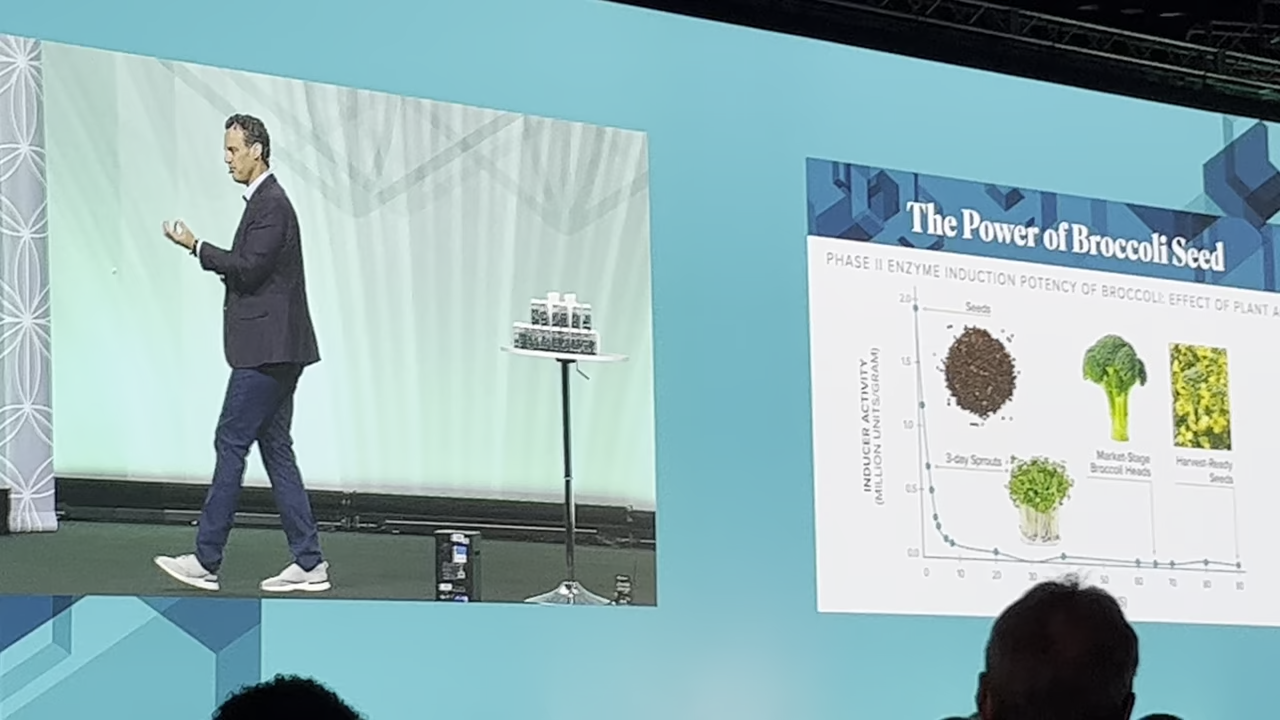 The Power of Broccoli Seed
PHASE II ENZYME INDUCTION POTENCY OF BROCCOLI: EFFECT OF PLANT A
INDUCER ACTIVITY
(MILLION UNITS/GRAM)
2.0
Seeds
1.5
1.0
3-day Sprouts
Market-Stage
Broccoli Heads
Harvest-Ready
Seeds
0.5
0.0
0 10 20 30 50 60 70 80